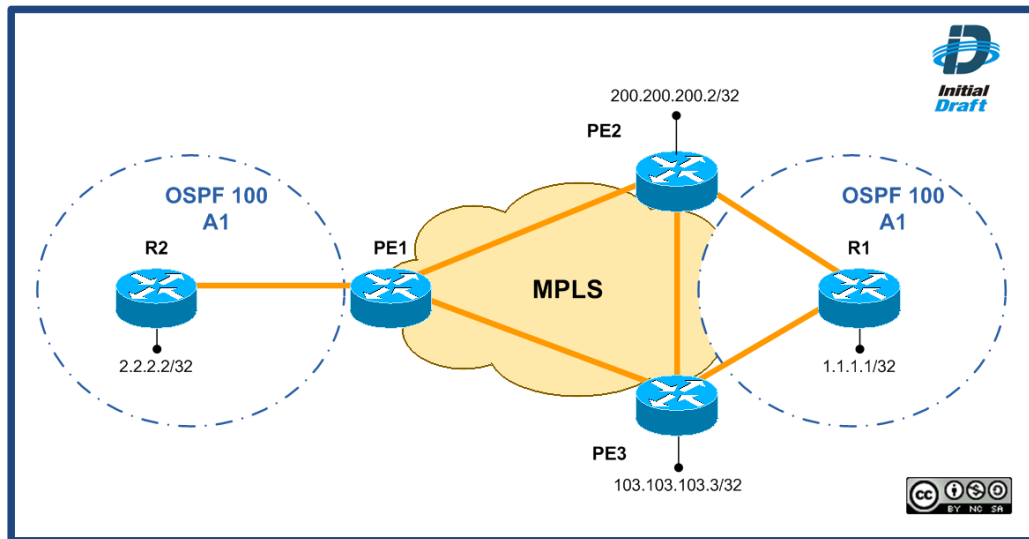 Initial
Draft
200.200.200.2/32
PE2
OSPF 100
A1
R2
PE1
2.2.2.2/32
MPLS
OSPF 100
A1
R1
1.1.1.1/32
PE3
103.103.103.3/32
cc
BY NC SA